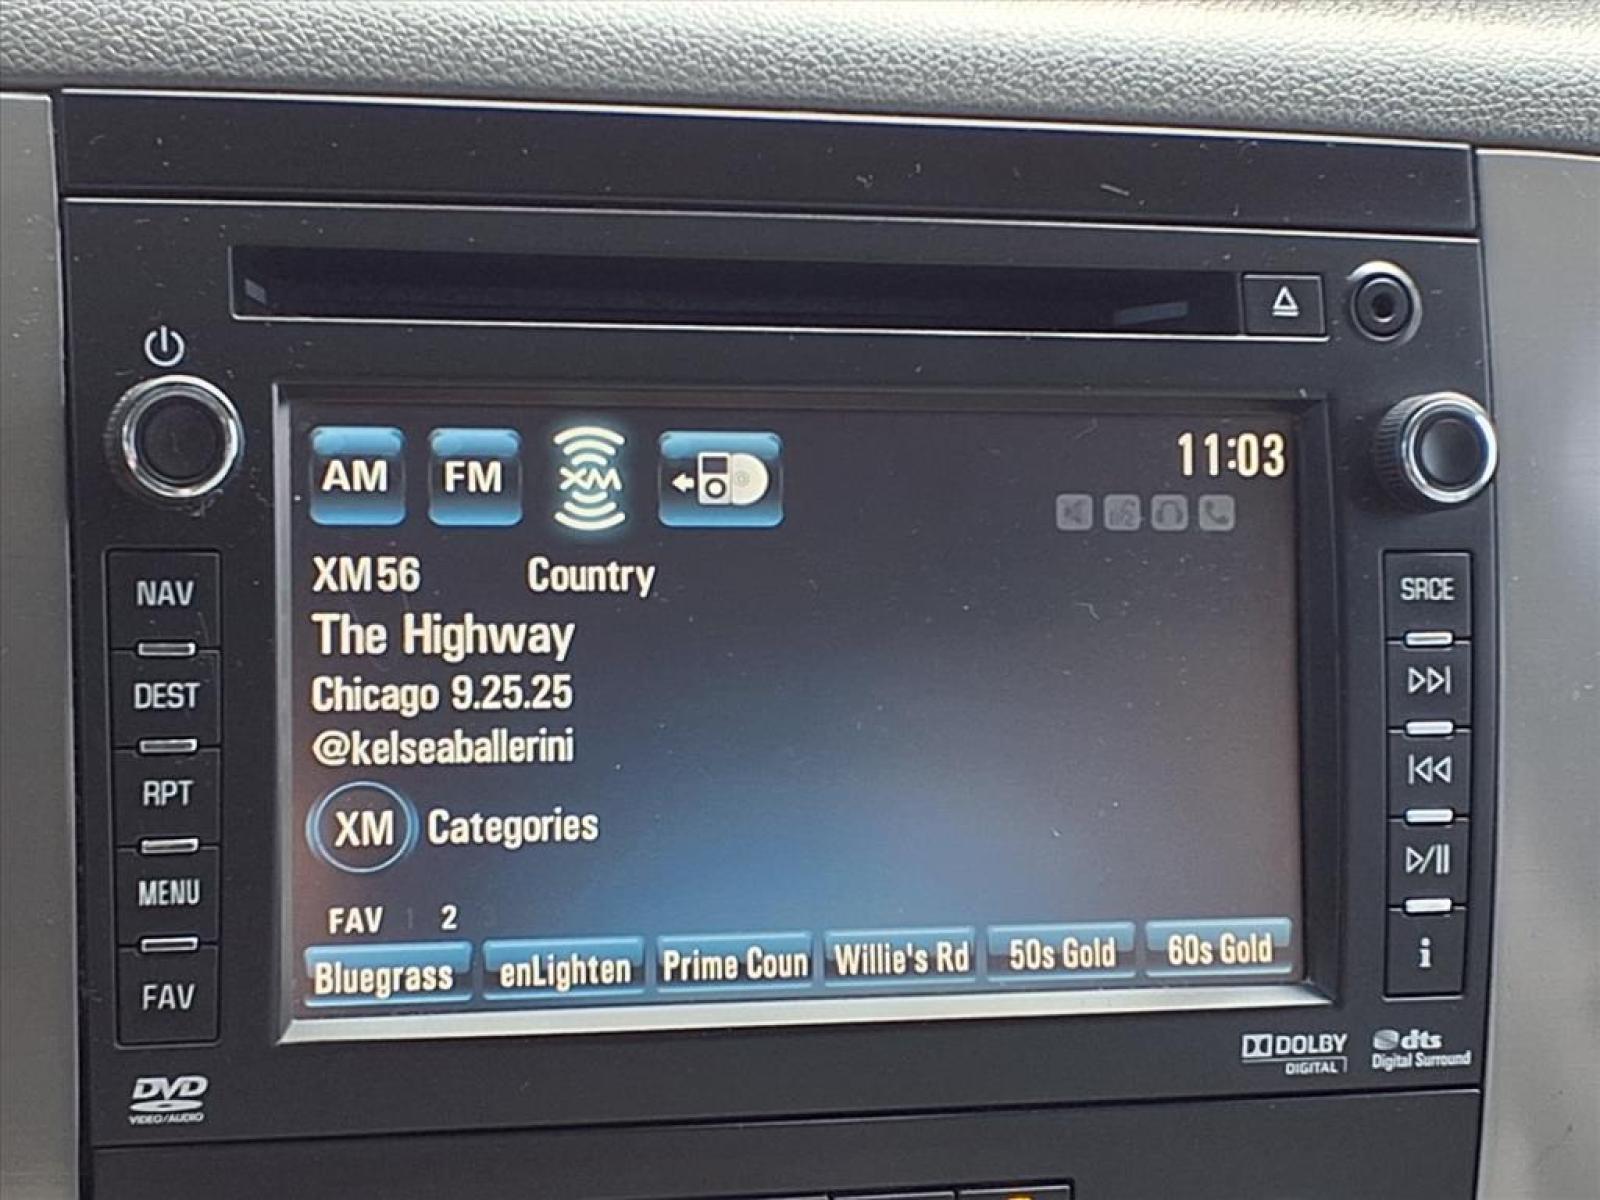 AM FM XM
11:03
XM56 Country
The Highway
Chicago 9.25.25
@kelseaballerini
XM Categories
FAV 1 2 3
Bluegrass enLighten Prime Coun Willie's Rd 50s Gold 60s Gold
NAV
DEST
RPT
MENU
FAV
SRCE
i
DVD
VIDEO/AUDIO
DOLBY
DIGITAL
dts
Digital Surround